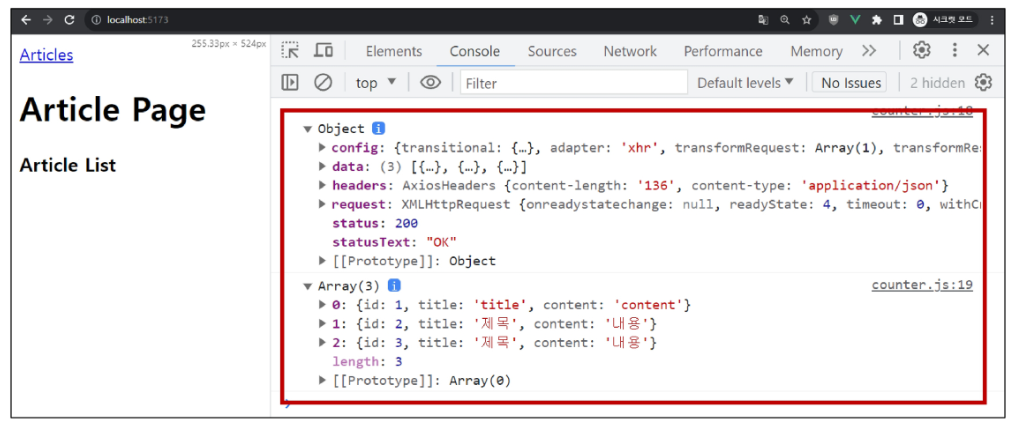 localhost:5173
시크릿 모드
Articles
255.33px × 524px
Article Page
Article List
Elements Console Sources Network Performance Memory
top Filter Default levels No Issues 2 hidden
counter.js:18
Object
config: {transitional: {…}, adapter: 'xhr', transformRequest: Array(1), transformRe
data: (3) [{…}, {…}, {…}]
headers: AxiosHeaders {content-length: '136', content-type: 'application/json'}
request: XMLHttpRequest {onreadystatechange: null, readyState: 4, timeout: 0, withCr
status: 200
statusText: "OK"
[[Prototype]]: Object
Array(3) counter.js:19
0: {id: 1, title: 'title', content: 'content'}
1: {id: 2, title: '제목', content: '내용'}
2: {id: 3, title: '제목', content: '내용'}
length: 3
[[Prototype]]: Array(0)